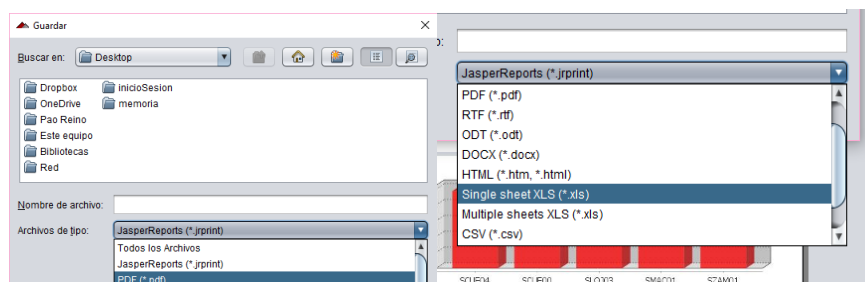 Guardar
Buscar en: Desktop
Dropbox
OneDrive
Pao Reino
Este equipo
Bibliotecas
Red
inicioSesion
memoria
Nombre de archivo:
Archivos de tipo: JasperReports (*.jrprint)
Todos los Archivos
JasperReports (*.jrprint)
PDF (*.pdf)
o:
JasperReports (*.jrprint)
PDF (*.pdf)
RTF (*.rtf)
ODT (*.odt)
DOCX (*.docx)
HTML (*.htm, *.html)
Single sheet XLS (*.xls)
Multiple sheets XLS (*.xls)
CSV (*.csv)